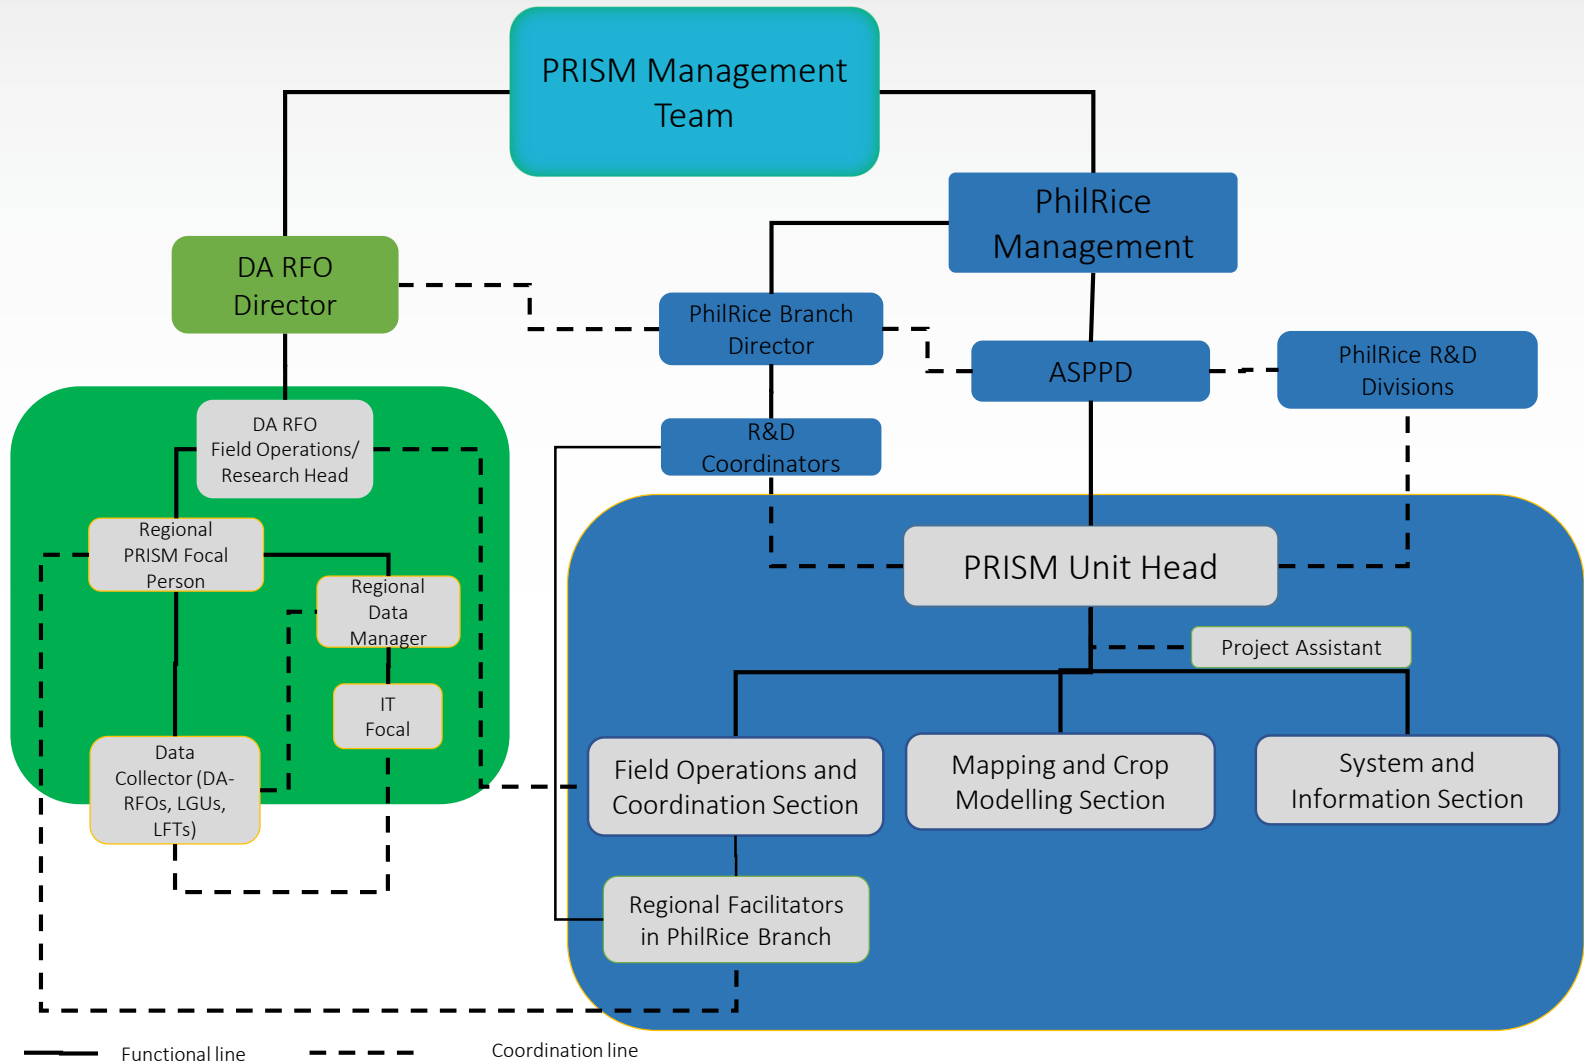 PRISM Management
Team
PhilRice
Management
DA RFO
Director
PhilRice Branch
Director
ASPPD
PhilRice R&D
Divisions
DA RFO
Field Operations/
Research Head
R&D
Coordinators
Regional
PRISM Focal
Person
PRISM Unit Head
Regional
Data
Manager
Project Assistant
IT
Focal
Data
Collector (DA-
RFOs, LGUs,
LFTs)
Field Operations and
Coordination Section
Mapping and Crop
Modelling Section
System and
Information Section
Regional Facilitators
in PhilRice Branch
Functional line
Coordination line